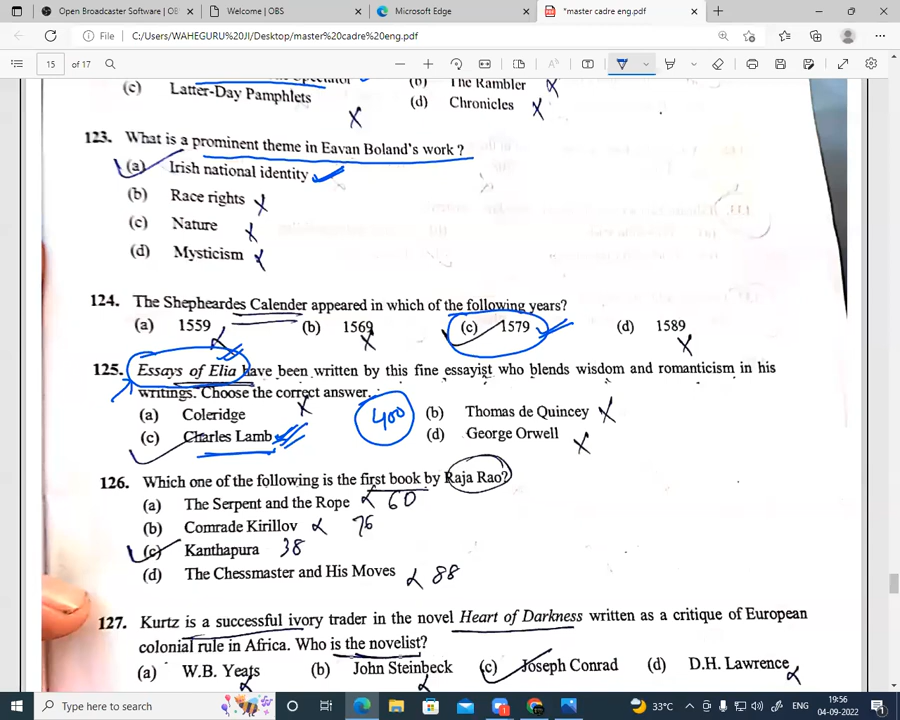 Open Broadcaster Software | OBS
Welcome | OBS
Microsoft Edge
*master cadre eng.pdf
File
C:/Users/WAHEGURU%20JI/Desktop/master%20cadre%20eng.pdf
15 of 17
(b) The Rambler X
(c) Latter-Day Pamphlets X
(d) Chronicles X
123. What is a prominent theme in Eavan Boland's work ?
(a) Irish national identity
(b) Race rights X
(c) Nature X
(d) Mysticism X
124. The Shepheardes Calender appeared in which of the following years?
(a) 1559 (b) 1569 X (c) 1579 (d) 1589 X
125. Essays of Elia have been written by this fine essayist who blends wisdom and romanticism in his
writings. Choose the correct answer.
(a) Coleridge X 400 (b) Thomas de Quincey X
(c) Charles Lamb (d) George Orwell X
126. Which one of the following is the first book by Raja Rao?
(a) The Serpent and the Rope 60
(b) Comrade Kirillov 76
(c) Kanthapura 38
(d) The Chessmaster and His Moves 88
127. Kurtz is a successful ivory trader in the novel Heart of Darkness written as a critique of European
colonial rule in Africa. Who is the novelist?
(a) W.B. Yeats (b) John Steinbeck (c) Joseph Conrad (d) D.H. Lawrence
Type here to search
33°C
19:56
04-09-2022